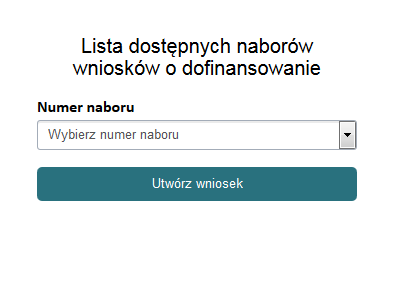 Lista dostępnych naborów
wniosków o dofinansowanie
Numer naboru
Wybierz numer naboru
Utwórz wniosek